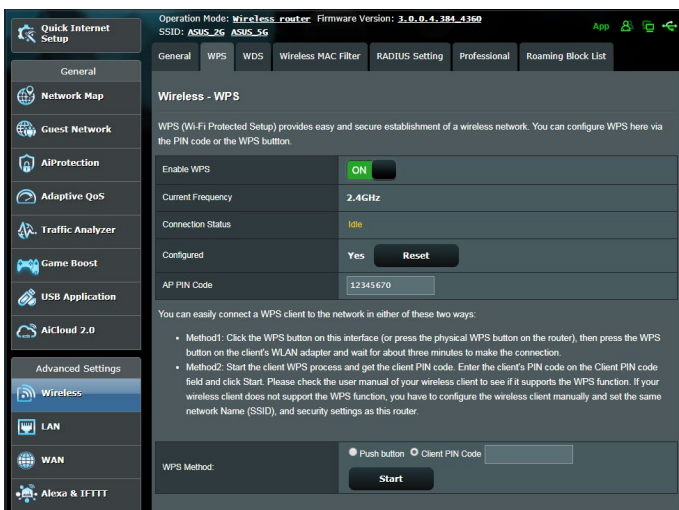 Quick Internet
Setup
General
Network Map
Guest Network
AiProtection
Adaptive QoS
Traffic Analyzer
Game Boost
USB Application
AiCloud 2.0
Advanced Settings
Wireless
LAN
WAN
Alexa & IFTTT
Operation Mode: Wireless router Firmware Version: 3.0.0.4.384_4360
SSID: ASUS_2G ASUS_5G
App
General WPS WDS Wireless MAC Filter RADIUS Setting Professional Roaming Block List
Wireless - WPS
WPS (Wi-Fi Protected Setup) provides easy and secure establishment of a wireless network. You can configure WPS here via
the PIN code or the WPS buttton.
Enable WPS ON
Current Frequency 2.4GHz
Connection Status Idle
Configured Yes Reset
AP PIN Code 12345670
You can easily connect a WPS client to the network in either of these two ways:
• Method1: Click the WPS button on this interface (or press the physical WPS button on the router), then press the WPS
button on the client's WLAN adapter and wait for about three minutes to make the connection.
• Method2: Start the client WPS process and get the client PIN code. Enter the client's PIN code on the Client PIN code
field and click Start. Please check the user manual of your wireless client to see if it supports the WPS function. If your
wireless client does not support the WPS function, you have to configure the wireless client manually and set the same
network Name (SSID), and security settings as this router.
WPS Method: Push button Client PIN Code
Start